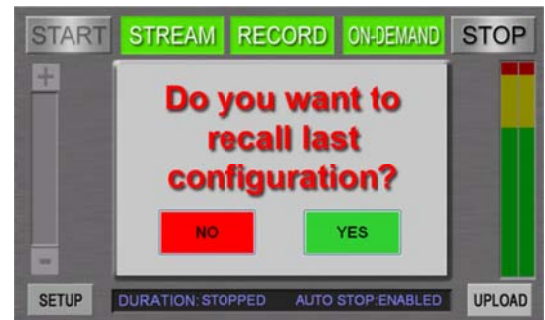 START STREAM RECORD ON-DEMAND STOP
+
Do you want to
recall last
configuration?
NO YES
-
SETUP DURATION:STOPPED AUTO STOP:ENABLED UPLOAD